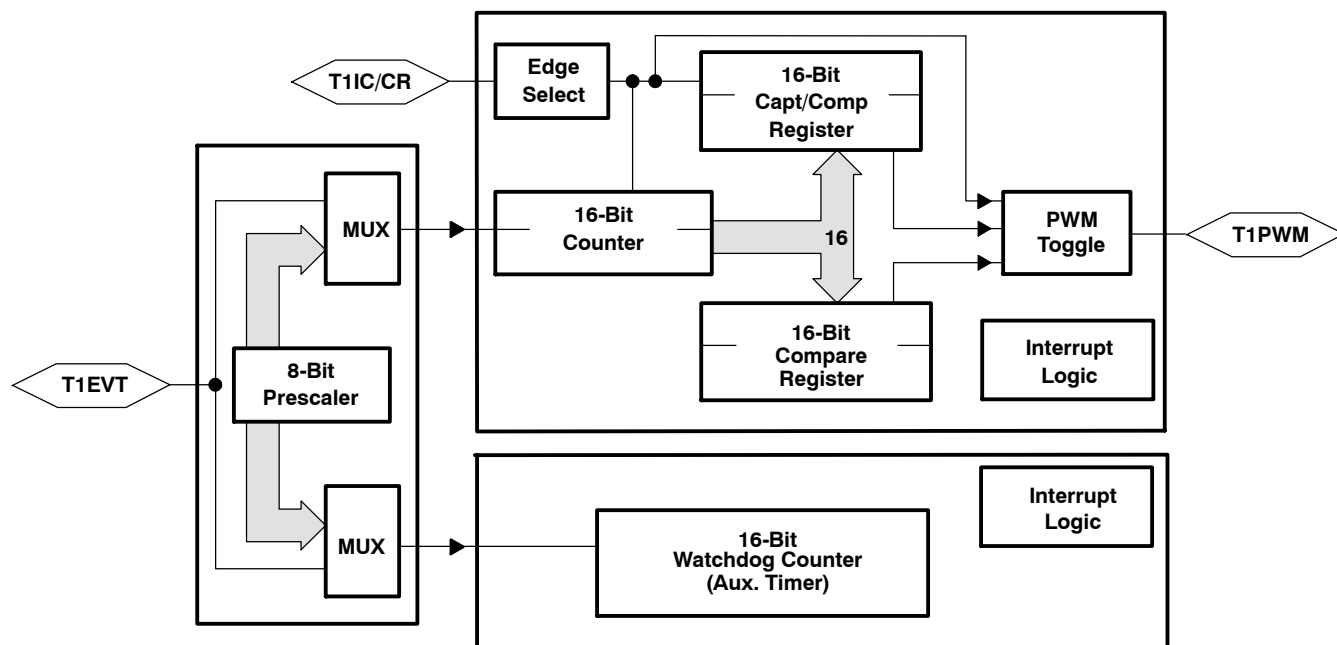 T1IC/CR
Edge
Select
16-Bit
Capt/Comp
Register
MUX
16-Bit
Counter
16
PWM
Toggle
T1PWM
T1EVT
8-Bit
Prescaler
16-Bit
Compare
Register
Interrupt
Logic
MUX
16-Bit
Watchdog Counter
(Aux. Timer)
Interrupt
Logic